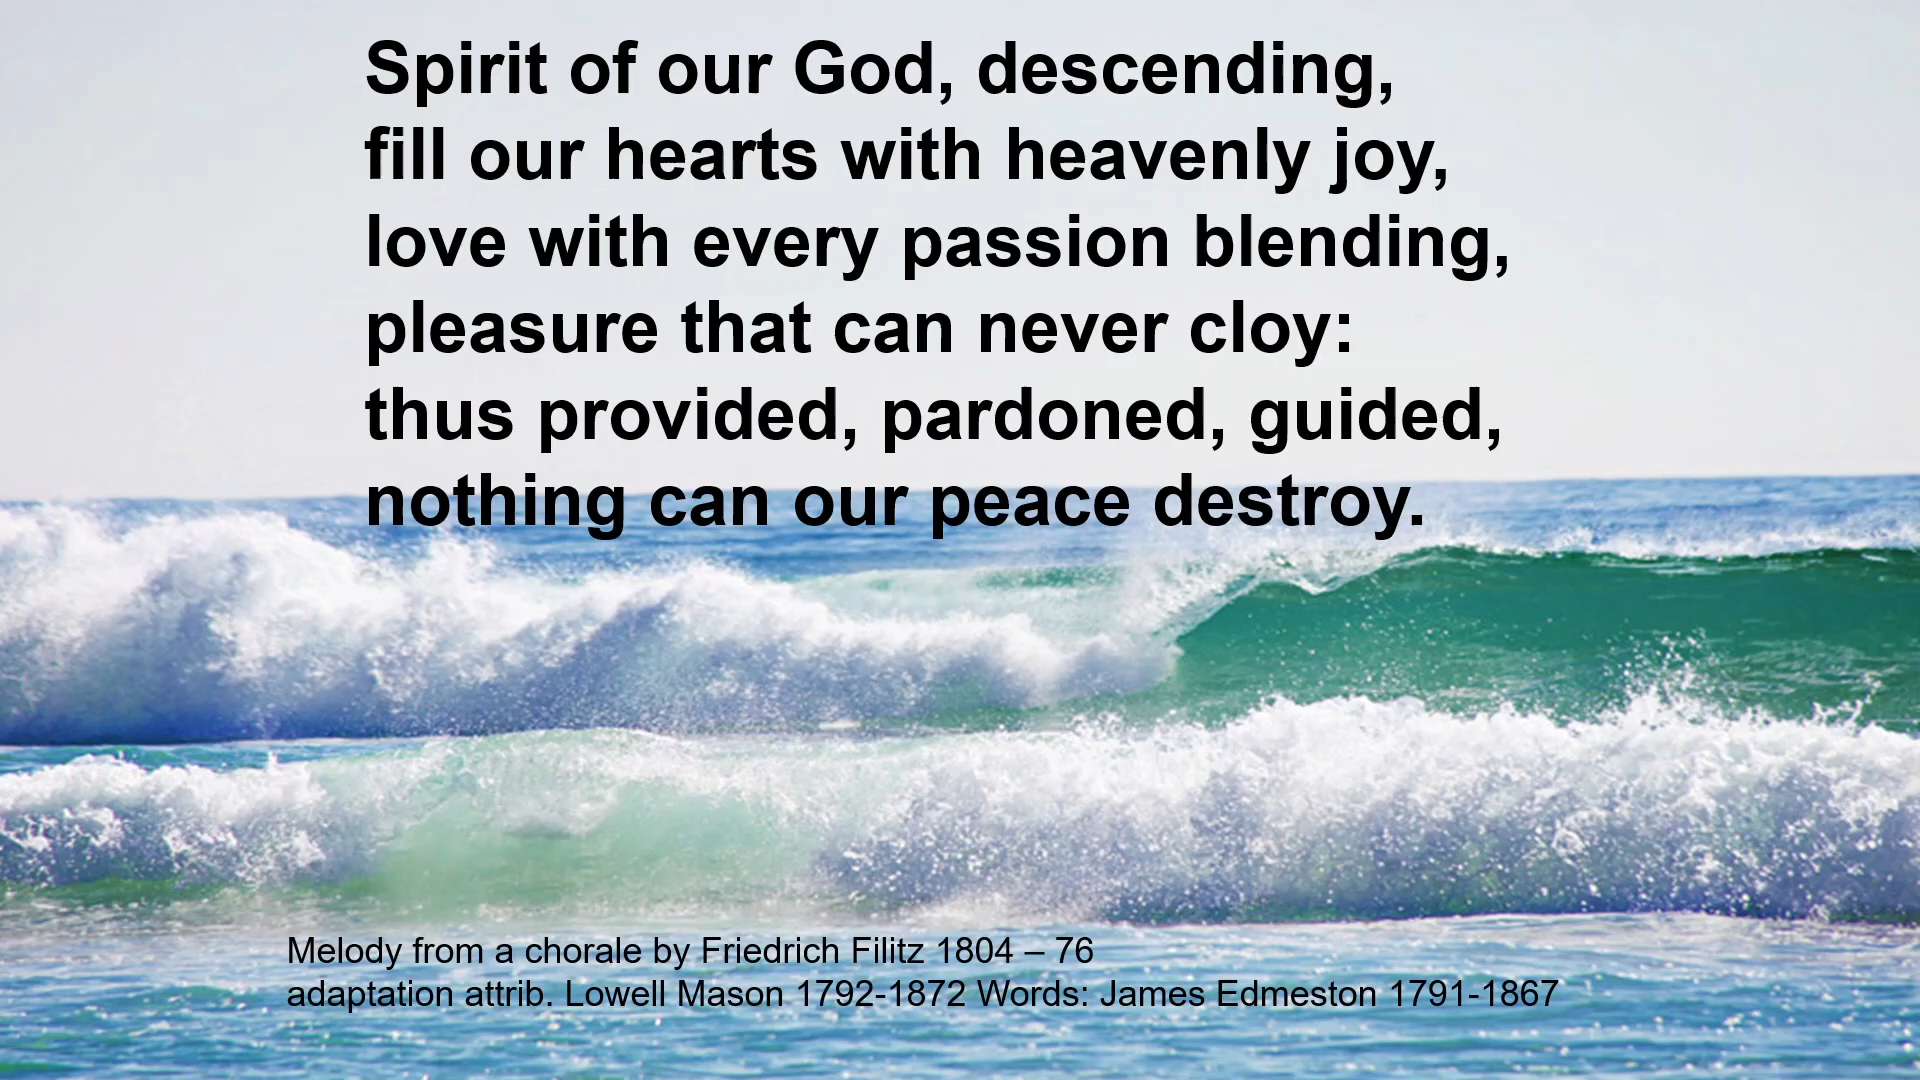 Spirit of our God, descending,
fill our hearts with heavenly joy,
love with every passion blending,
pleasure that can never cloy:
thus provided, pardoned, guided,
nothing can our peace destroy.
Melody from a chorale by Friedrich Filitz 1804 – 76
adaptation attrib. Lowell Mason 1792-1872 Words: James Edmeston 1791-1867